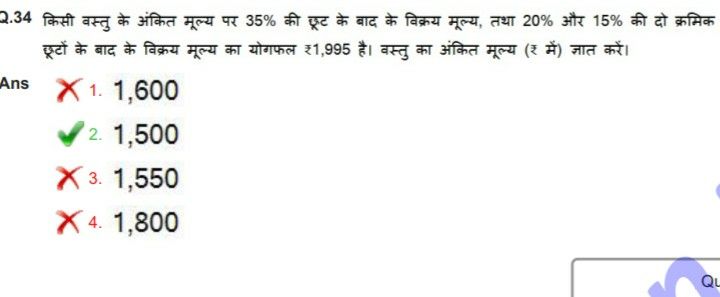 Q.34 किसी वस्तु के अंकित मूल्य पर 35% की छूट के बाद के विक्रय मूल्य, तथा 20% और 15% की दो क्रमिक
छूटों के बाद के विक्रय मूल्य का योगफल ₹1,995 है। वस्तु का अंकित मूल्य (₹ में) ज्ञात करें।
Ans 1. 1,600
2. 1,500
3. 1,550
4. 1,800